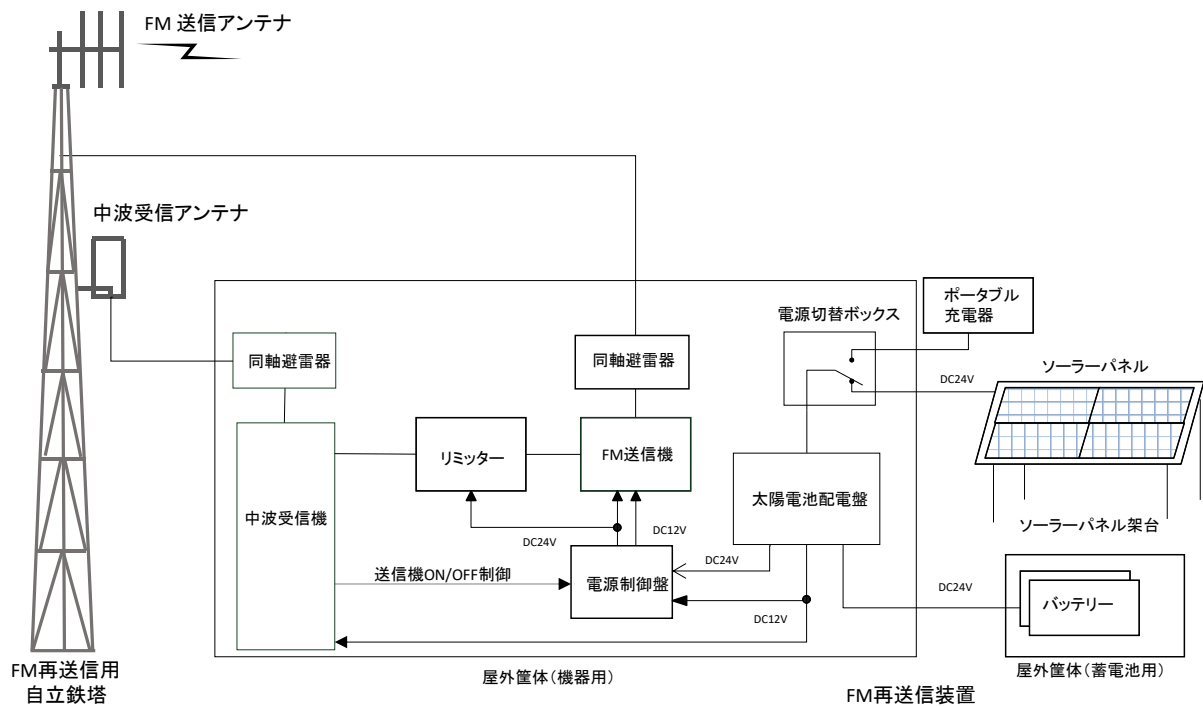 FM 送信アンテナ
中波受信アンテナ
ポータブル
充電器
電源切替ボックス
同軸避雷器
同軸避雷器
ソーラーパネル
DC24V
リミッター
FM送信機
中波受信機
太陽電池配電盤
ソーラーパネル架台
DC24V
DC12V
DC24V
送信機ON/OFF制御
電源制御盤
DC24V
バッテリー
DC12V
FM再送信用
自立鉄塔
屋外筐体(機器用)
屋外筐体(蓄電池用)
FM再送信装置